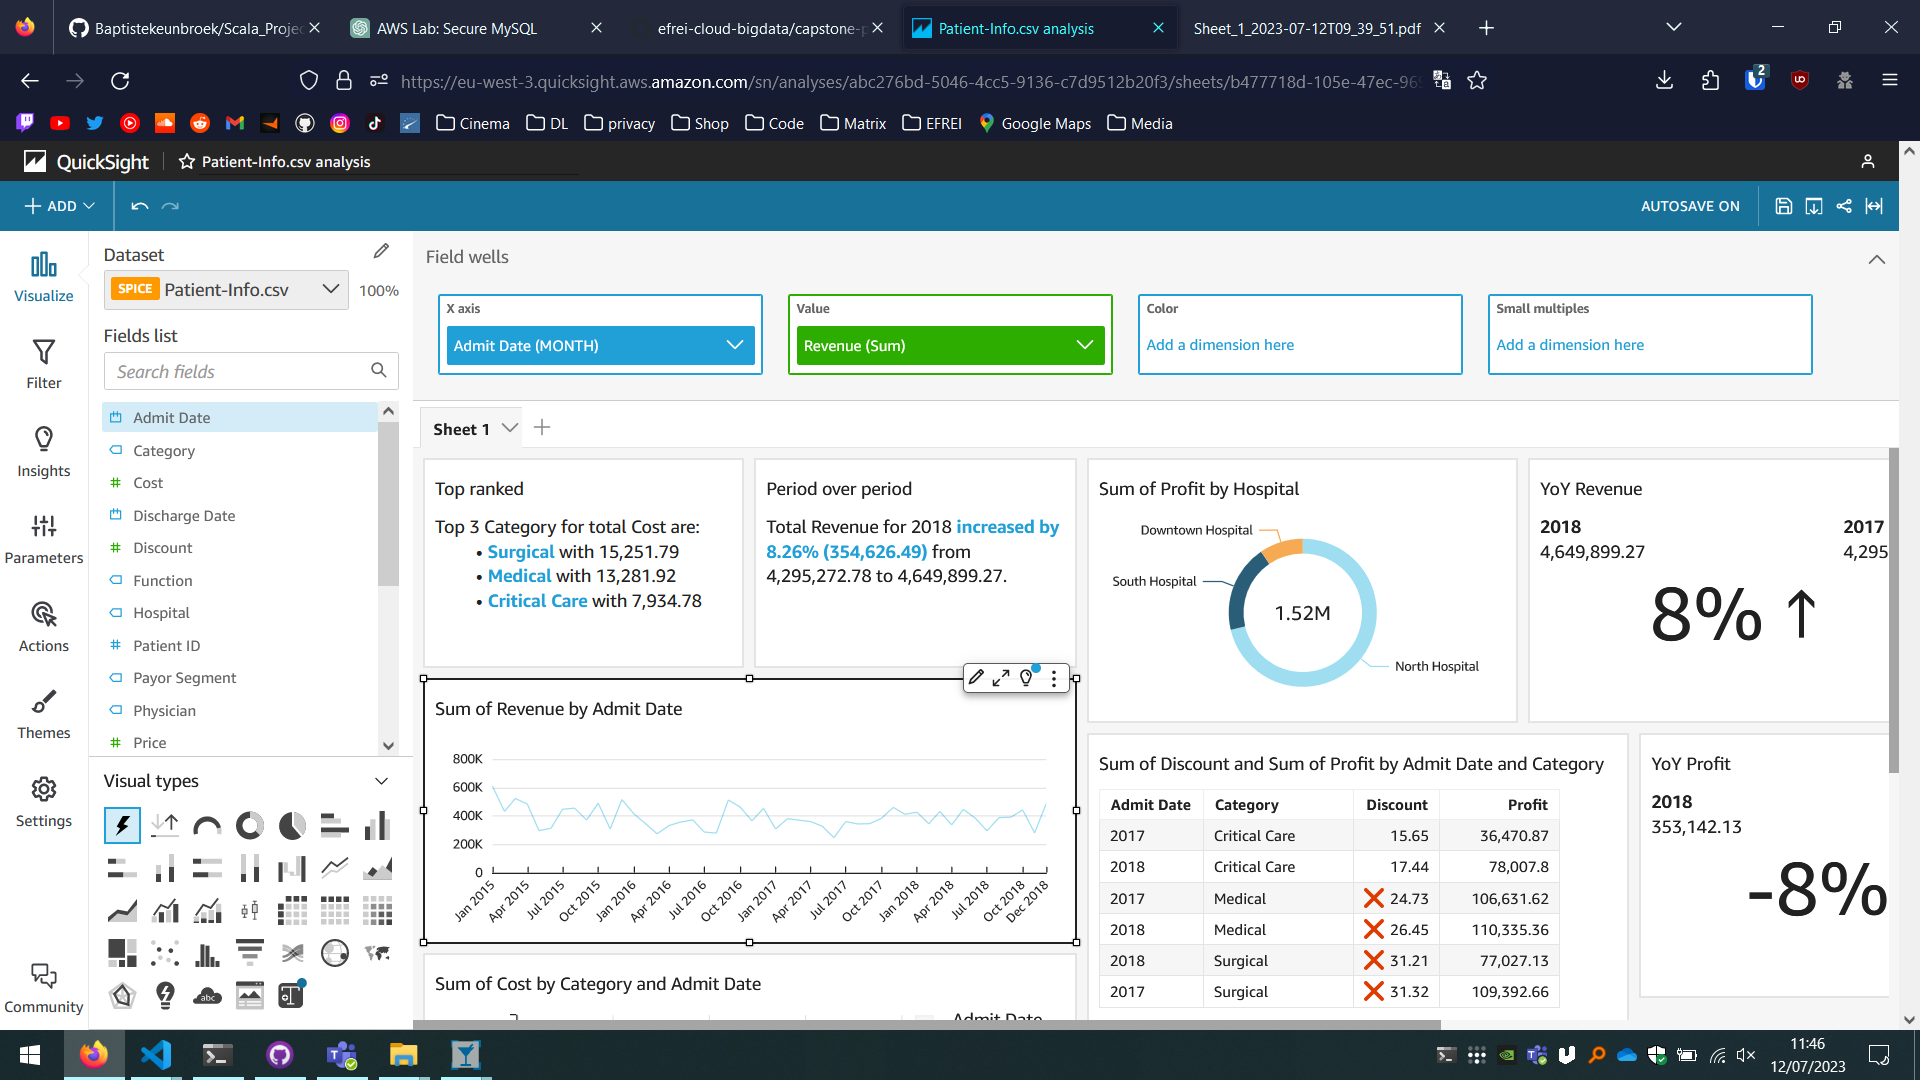 Baptistekeunbroek/Scala_Projec
AWS Lab: Secure MySQL
efrei-cloud-bigdata/capstone-p
Patient-Info.csv analysis
Sheet_1_2023-07-12T09_39_51.pdf
https://eu-west-3.quicksight.aws.amazon.com/sn/analyses/abc276bd-5046-4cc5-9136-c7d9512b20f3/sheets/b477718d-105e-47ec-969
2
Cinema
DL
privacy
Shop
Code
Matrix
EFREI
Google Maps
Media
QuickSight
Patient-Info.csv analysis
ADD
AUTOSAVE ON
Visualize
Filter
Insights
Parameters
Actions
Themes
Settings
Community
Dataset
SPICE Patient-Info.csv
100%
Fields list
Search fields
Admit Date
Category
Cost
Discharge Date
Discount
Function
Hospital
Patient ID
Payor Segment
Physician
Price
Visual types
abc
Field wells
X axis
Admit Date (MONTH)
Value
Revenue (Sum)
Color
Add a dimension here
Small multiples
Add a dimension here
Sheet 1
Top ranked
Top 3 Category for total Cost are:
• Surgical with 15,251.79
• Medical with 13,281.92
• Critical Care with 7,934.78
Period over period
Total Revenue for 2018 increased by
8.26% (354,626.49) from
4,295,272.78 to 4,649,899.27.
Sum of Profit by Hospital
Downtown Hospital
South Hospital
1.52M
North Hospital
YoY Revenue
2018 2017
4,649,899.27 4,295
8% ↑
Sum of Revenue by Admit Date
800K
600K
400K
200K
0
Jan 2015 Apr 2015 Jul 2015 Oct 2015 Jan 2016 Apr 2016 Jul 2016 Oct 2016 Jan 2017 Apr 2017 Jul 2017 Oct 2017 Jan 2018 Apr 2018 Jul 2018 Oct 2018 Dec 2018
Sum of Discount and Sum of Profit by Admit Date and Category
Admit Date Category Discount Profit
2017 Critical Care 15.65 36,470.87
2018 Critical Care 17.44 78,007.8
2017 Medical 24.73 106,631.62
2018 Medical 26.45 110,335.36
2018 Surgical 31.21 77,027.13
2017 Surgical 31.32 109,392.66
YoY Profit
2018
353,142.13
-8%
Sum of Cost by Category and Admit Date
Admit Date
11:46
12/07/2023